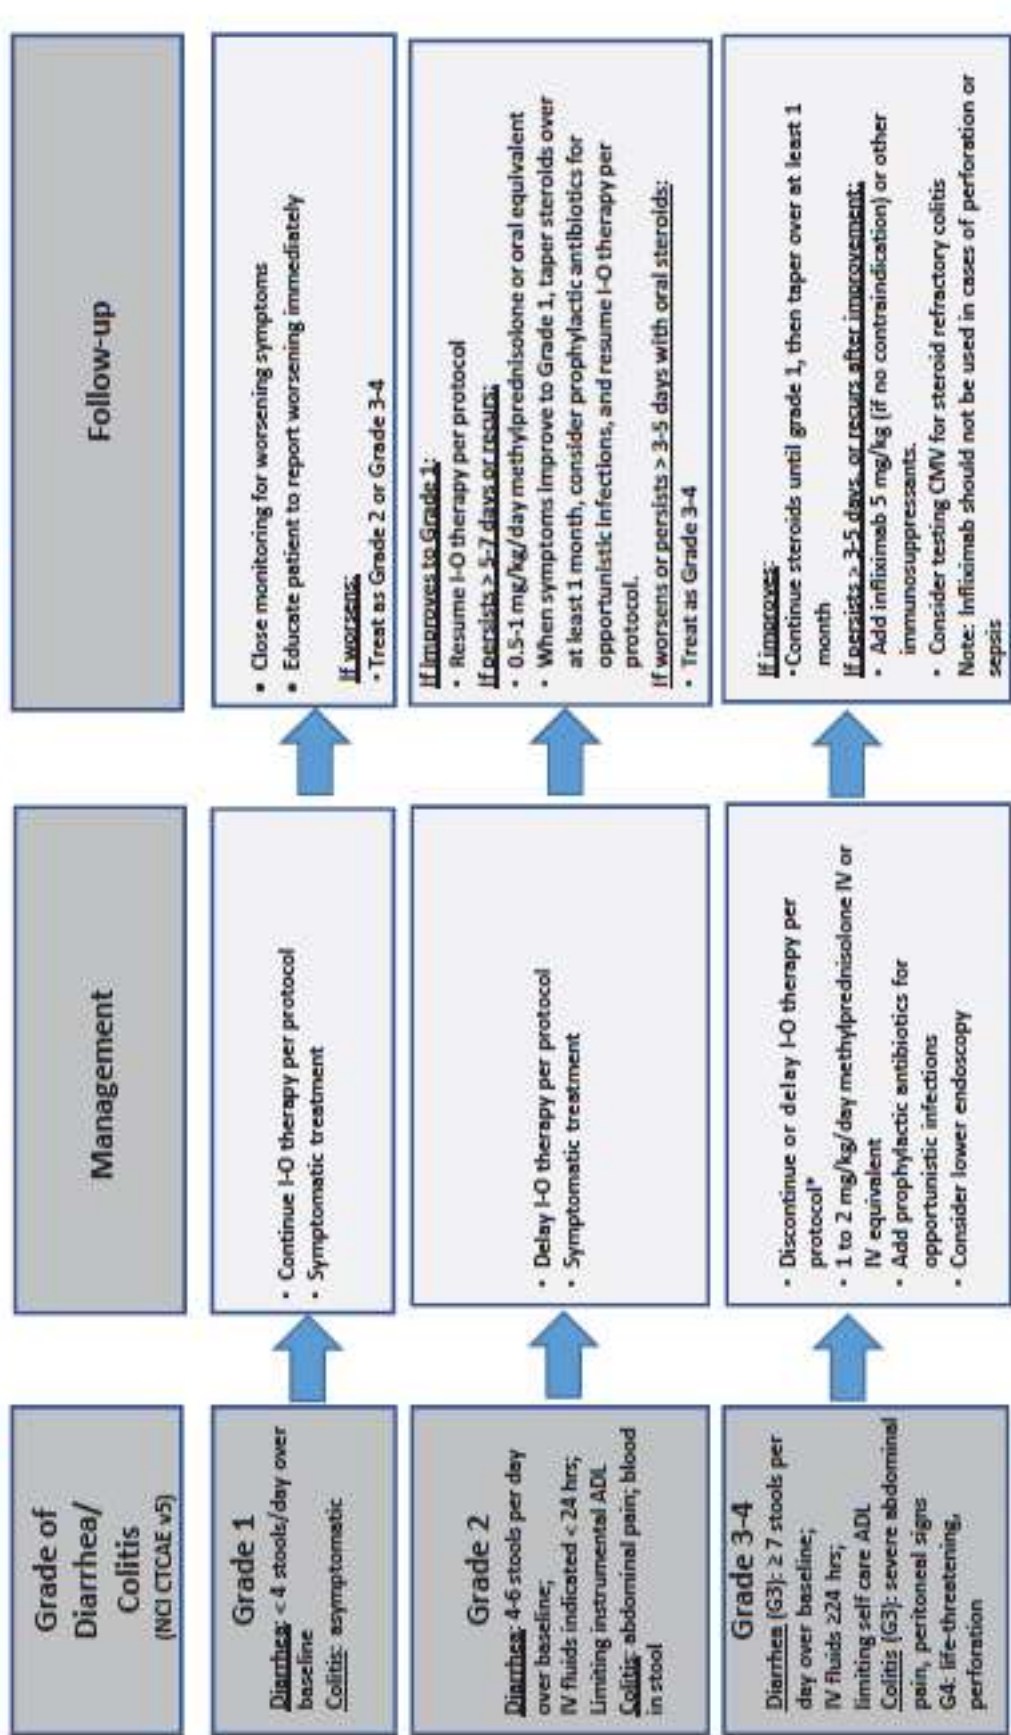 Grade of
Diarrhea/
Colitis
(NCI CTCAE v5)
Management
Follow-up
Grade 1
Diarrhea: < 4 stools/day over
baseline
Colitis: asymptomatic
• Continue I-O therapy per protocol
• Symptomatic treatment
• Close monitoring for worsening symptoms
• Educate patient to report worsening immediately
If worsens:
• Treat as Grade 2 or Grade 3-4
Grade 2
Diarrhea: 4-6 stools per day
over baseline;
IV fluids indicated < 24 hrs;
Limiting instrumental ADL
Colitis: abdominal pain; blood
in stool
• Delay I-O therapy per protocol
• Symptomatic treatment
If Improves to Grade 1:
• Resume I-O therapy per protocol
If persists > 5-7 days or recurs:
• 0.5-1 mg/kg/day methylprednisolone or oral equivalent
• When symptoms improve to Grade 1, taper steroids over
at least 1 month, consider prophylactic antibiotics for
opportunistic infections, and resume I-O therapy per
protocol.
If worsens or persists > 3-5 days with oral steroids:
• Treat as Grade 3-4
Grade 3-4
Diarrhea (G3): ≥ 7 stools per
day over baseline;
IV fluids ≥24 hrs;
limiting self care ADL
Colitis (G3): severe abdominal
pain, peritoneal signs
G4: life-threatening,
perforation
• Discontinue or delay I-O therapy per
protocol*
• 1 to 2 mg/kg/day methylprednisolone IV or
IV equivalent
• Add prophylactic antibiotics for
opportunistic infections
• Consider lower endoscopy
If improves:
• Continue steroids until grade 1, then taper over at least 1
month
If persists > 3-5 days, or recurs after improvement:
• Add infliximab 5 mg/kg (if no contraindication) or other
immunosuppressants.
• Consider testing CMV for steroid refractory colitis
Note: Infliximab should not be used in cases of perforation or
sepsis